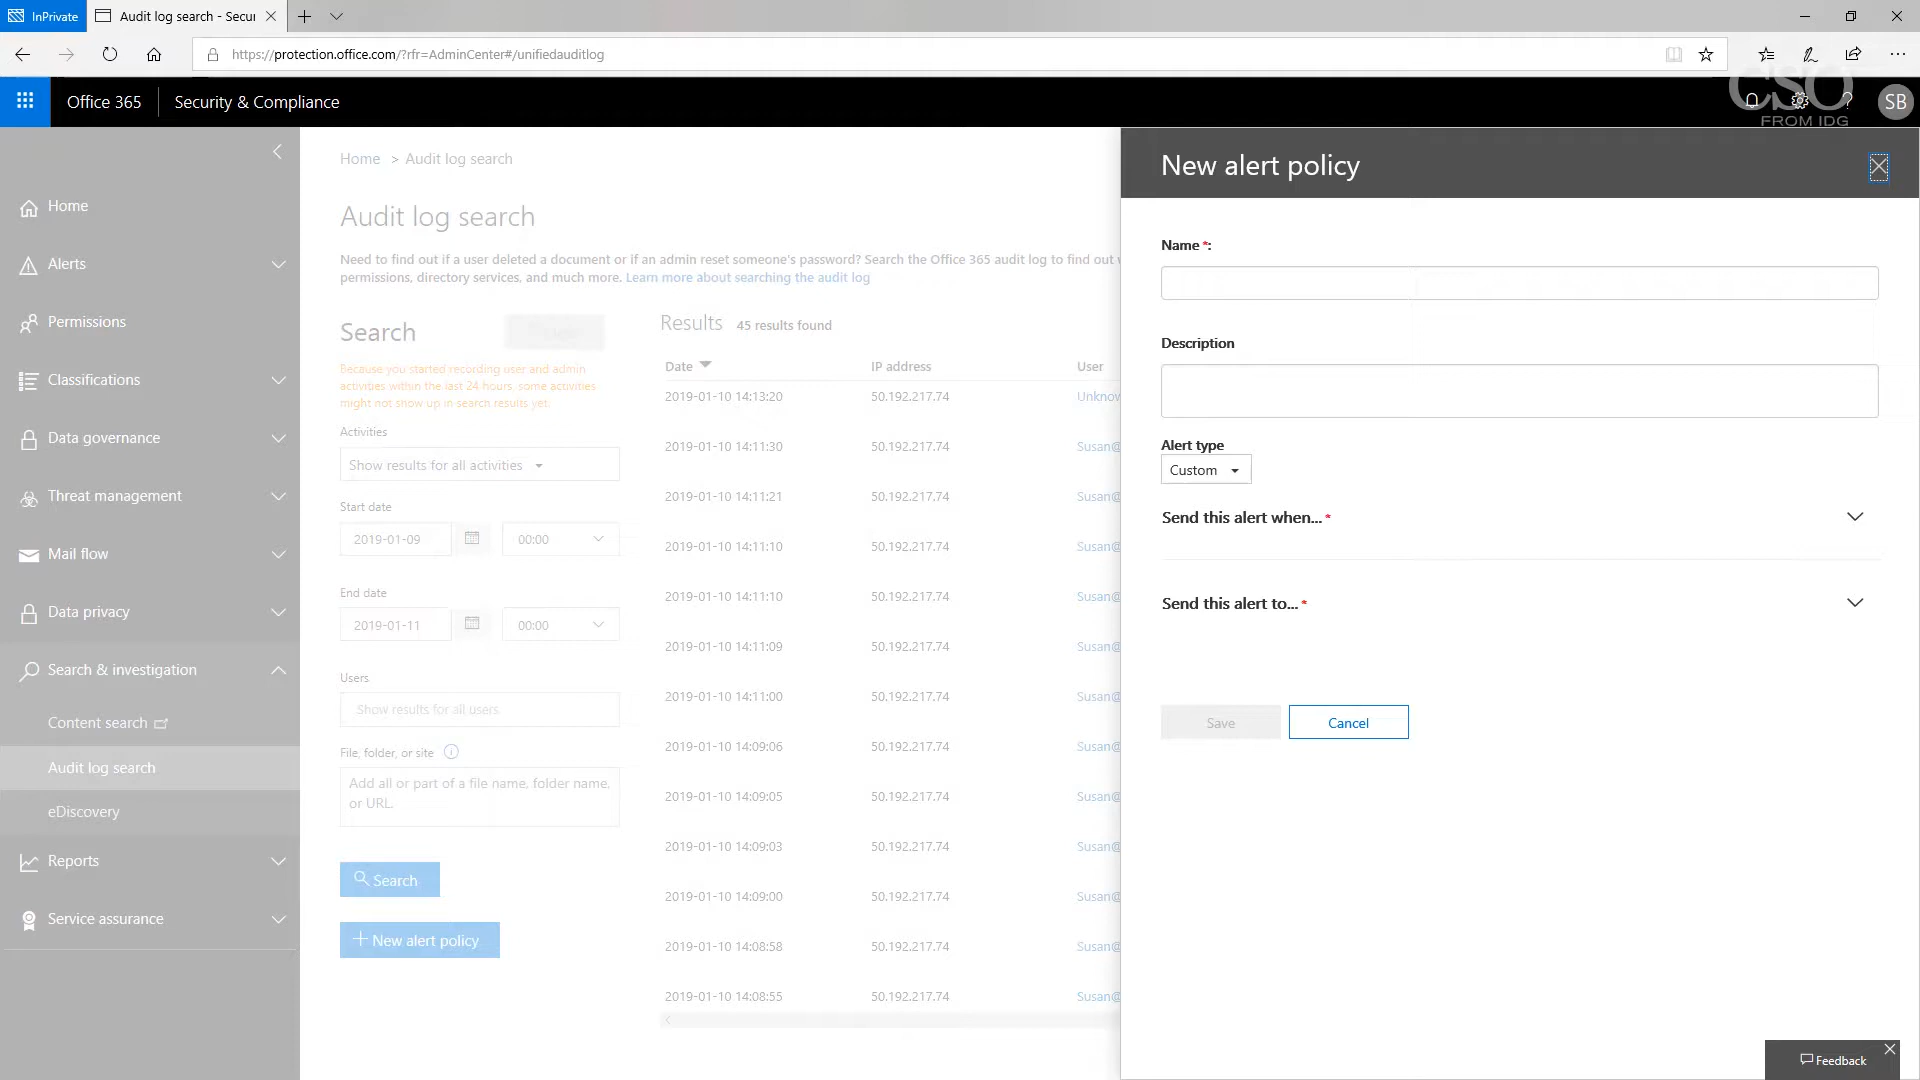 InPrivate
Audit log search - Secur
https://protection.office.com/?rfr=AdminCenter#/unifiedauditlog
Office 365
Security & Compliance
CSO
FROM IDG
SB
Home
Alerts
Permissions
Classifications
Data governance
Threat management
Mail flow
Data privacy
Search & investigation
Content search
Audit log search
eDiscovery
Reports
Service assurance
Home > Audit log search
Audit log search
Need to find out if a user deleted a document or if an admin reset someone's password? Search the Office 365 audit log to find out
permissions, directory services, and much more. Learn more about searching the audit log
Search
Because you started recording user and admin
activities within the last 24 hours, some activities
might not show up in search results yet.
Activities
Show results for all activities
Start date
2019-01-09 00:00
End date
2019-01-11 00:00
Users
Show results for all users
File, folder, or site
Add all or part of a file name, folder name,
or URL.
Search
+ New alert policy
Results 45 results found
Date IP address User
2019-01-10 14:13:20 50.192.217.74 Unknow
2019-01-10 14:11:30 50.192.217.74 Susan@
2019-01-10 14:11:21 50.192.217.74 Susan@
2019-01-10 14:11:10 50.192.217.74 Susan@
2019-01-10 14:11:10 50.192.217.74 Susan@
2019-01-10 14:11:09 50.192.217.74 Susan@
2019-01-10 14:11:00 50.192.217.74 Susan@
2019-01-10 14:09:06 50.192.217.74 Susan@
2019-01-10 14:09:05 50.192.217.74 Susan@
2019-01-10 14:09:03 50.192.217.74 Susan@
2019-01-10 14:09:00 50.192.217.74 Susan@
2019-01-10 14:08:58 50.192.217.74 Susan@
2019-01-10 14:08:55 50.192.217.74 Susan@
New alert policy
Name *:
Description
Alert type
Custom
Send this alert when... *
Send this alert to... *
Save
Cancel
Feedback